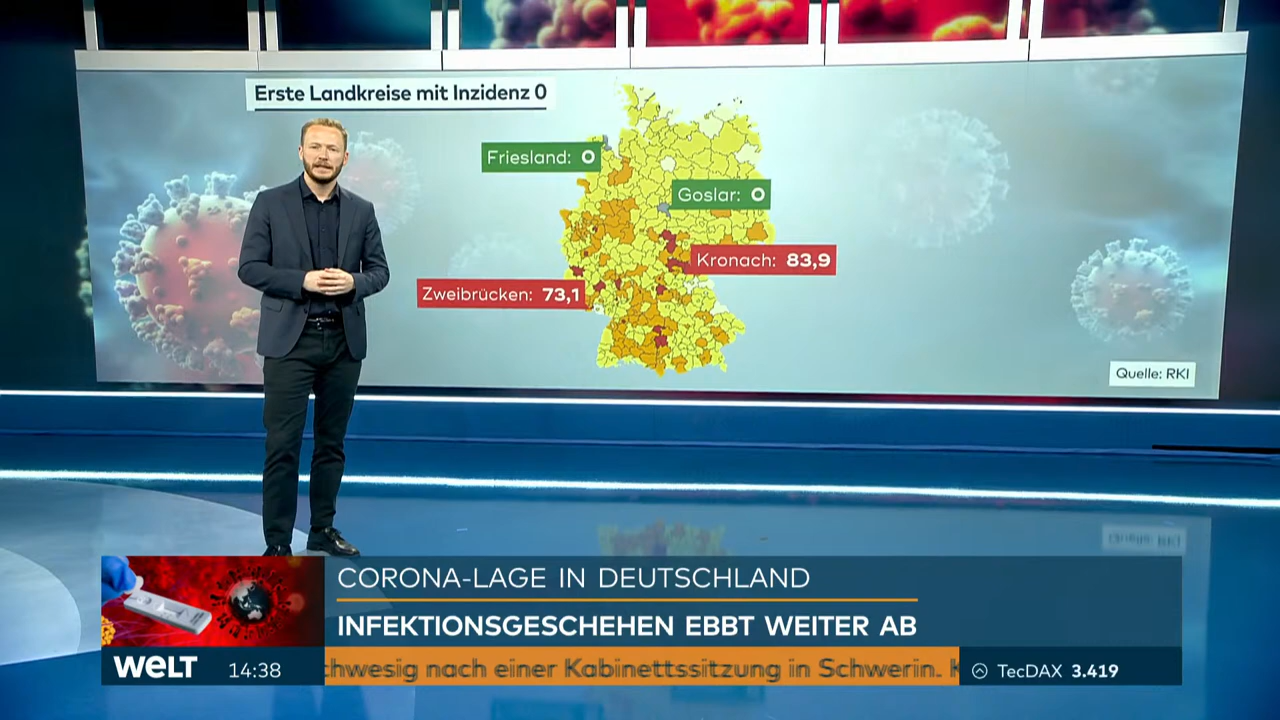 Erste Landkreise mit Inzidenz 0
Friesland: 0
Goslar: 0
Kronach: 83,9
Zweibrücken: 73,1
Quelle: RKI
CORONA-LAGE IN DEUTSCHLAND
INFEKTIONSGESCHEHEN EBBT WEITER AB
chwesig nach einer Kabinettssitzung in Schwerin.
welt 14:38 TecDAX 3.419